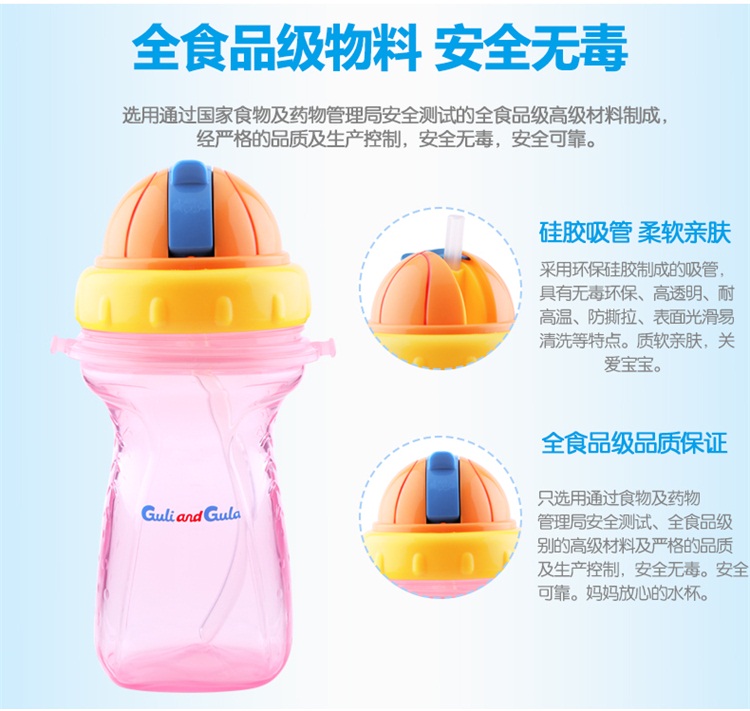 全食品级物料 安全无毒
选用通过国家食物及药物管理局安全测试的全食品级高级材料制成，
经严格的品质及生产控制，安全无毒，安全可靠。
硅胶吸管 柔软亲肤
采用环保硅胶制成的吸管，
具有无毒环保、高透明、耐
高温、防撕拉、表面光滑易
清洗等特点。质软亲肤，关
爱宝宝。
Guli and Gula
全食品级品质保证
只选用通过食物及药物
管理局安全测试、全食品级
别的高级材料及严格的品质
及生产控制，安全无毒。安全
可靠。妈妈放心的水杯。